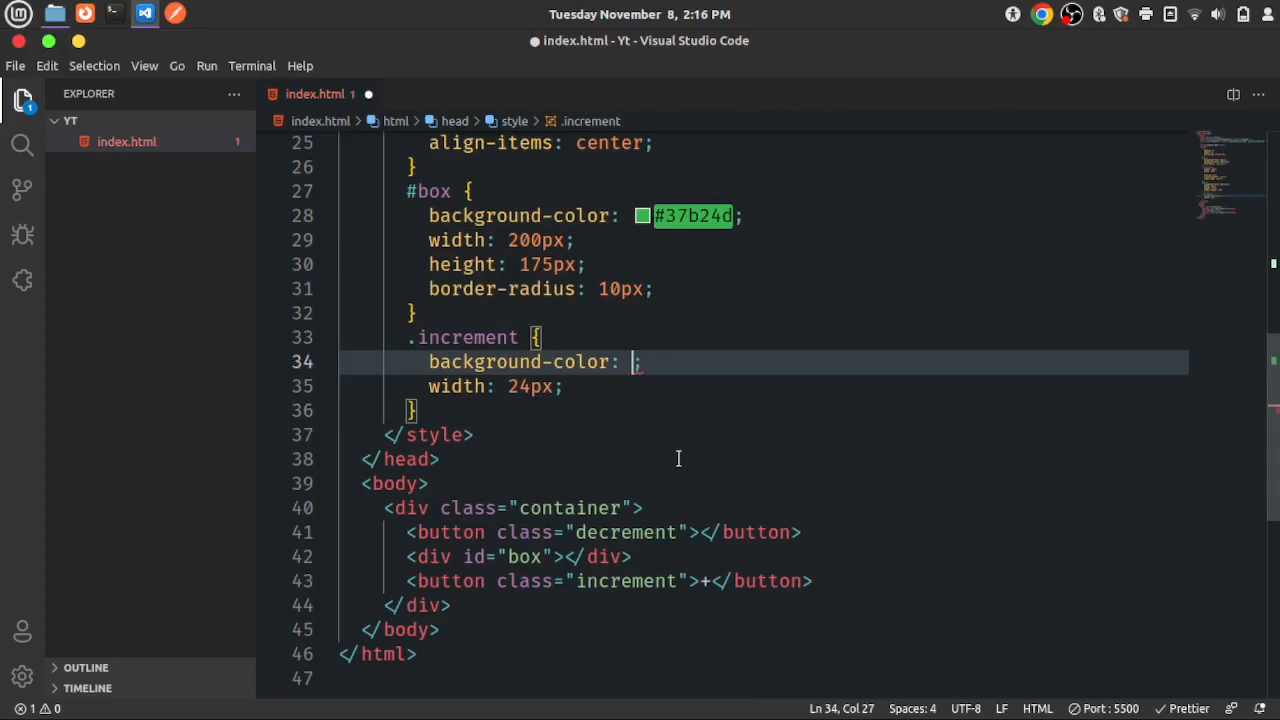 Tuesday November 8, 2:16 PM
index.html - Yt - Visual Studio Code
File Edit Selection View Go Run Terminal Help
EXPLORER
index.html 1
YT
index.html > html > head > style > .increment
index.html 1
1
25 align-items: center;
26 }
27 #box {
28 background-color: #37b24d;
29 width: 200px;
30 height: 175px;
31 border-radius: 10px;
32 }
33 .increment {
34 background-color: ;
35 width: 24px;
36 }
37 </style>
38 </head>
39 <body>
40 <div class="container">
41 <button class="decrement"></button>
42 <div id="box"></div>
43 <button class="increment">+</button>
44 </div>
45 </body>
46 </html>
47
OUTLINE
TIMELINE
1 0 Ln 34, Col 27 Spaces: 4 UTF-8 LF HTML Port : 5500 Prettier